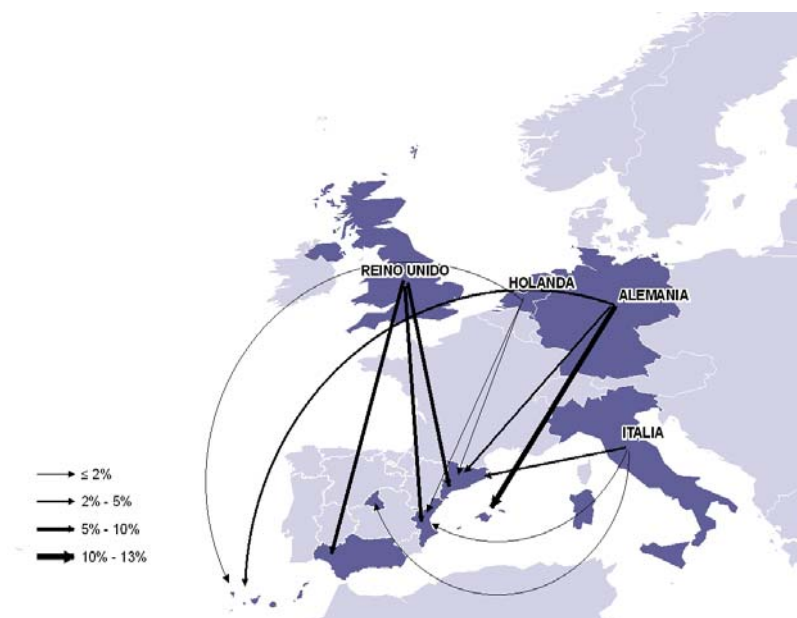 REINO UNIDO
HOLANDA
ALEMANIA
ITALIA
≤ 2%
2% - 5%
5% - 10%
10% - 13%